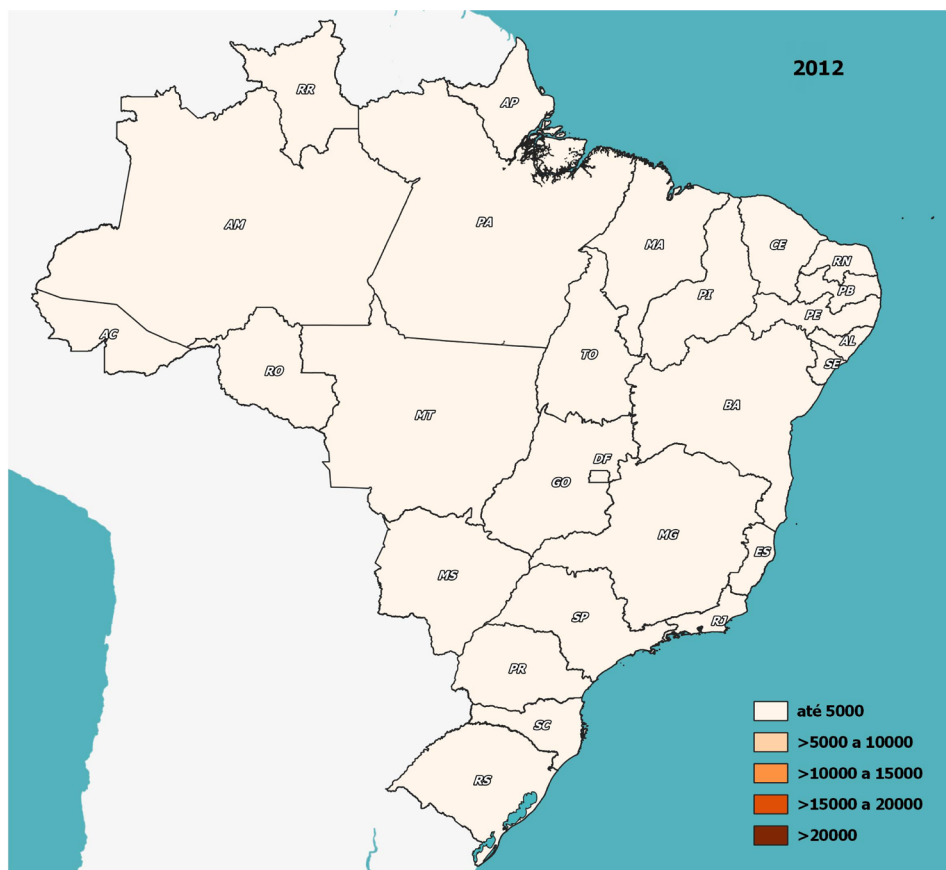 2012
RR
AP
AM
PA
MA
CE
RN
PB
PI
PE
AL
SE
AC
RO
TO
BA
MT
DF
GO
MG
ES
MS
SP
RJ
PR
SC
RS
até 5000
>5000 a 10000
>10000 a 15000
>15000 a 20000
>20000